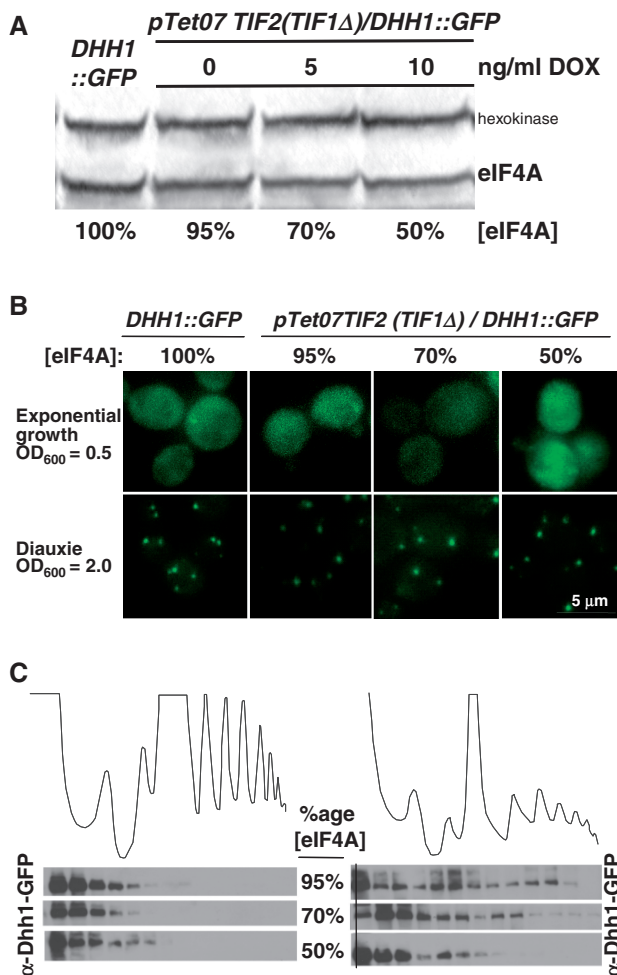 A
DHH1
::GFP
pTet07 TIF2(TIF1Δ)/DHH1::GFP
0 5 10 ng/ml DOX
hexokinase
eIF4A
100% 95% 70% 50% [eIF4A]
B
DHH1::GFP pTet07TIF2 (TIF1Δ) / DHH1::GFP
[eIF4A]: 100% 95% 70% 50%
Exponential
growth
OD600 = 0.5
Diauxie
OD600 = 2.0
5 µm
C
%age
[eIF4A]
α-Dhh1-GFP
95%
70%
50%
α-Dhh1-GFP